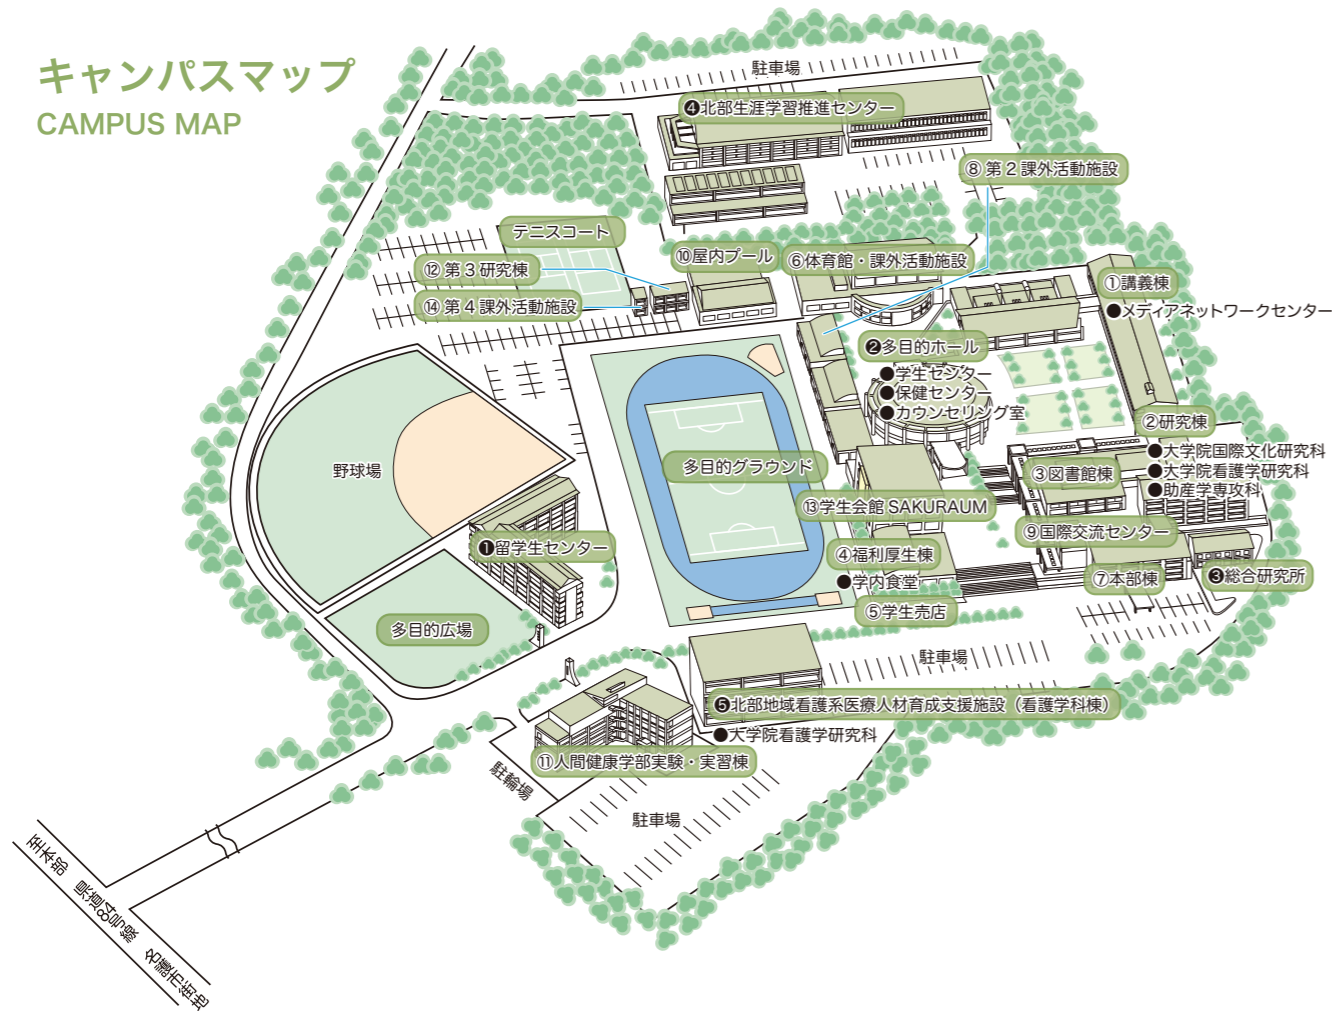 キャンパスマップ
CAMPUS MAP
駐車場
❹北部生涯学習推進センター
⑧第2課外活動施設
テニスコート
⑫第3研究棟
⑩屋内プール
⑥体育館・課外活動施設
①講義棟
●メディアネットワークセンター
⑭第4課外活動施設
❷多目的ホール
●学生センター
●保健センター
●カウンセリング室
②研究棟
●大学院国際文化研究科
●大学院看護学研究科
●助産学専攻科
野球場
多目的グラウンド
③図書館棟
⑬学生会館 SAKURAUM
⑨国際交流センター
❶留学生センター
④福利厚生棟
●学内食堂
⑦本部棟
❸総合研究所
⑤学生売店
多目的広場
駐車場
❺北部地域看護系医療人材育成支援施設（看護学科棟）
●大学院看護学研究科
⑪人間健康学部実験・実習棟
駐輪場
駐車場
至本部 県道84号線 名護市街地